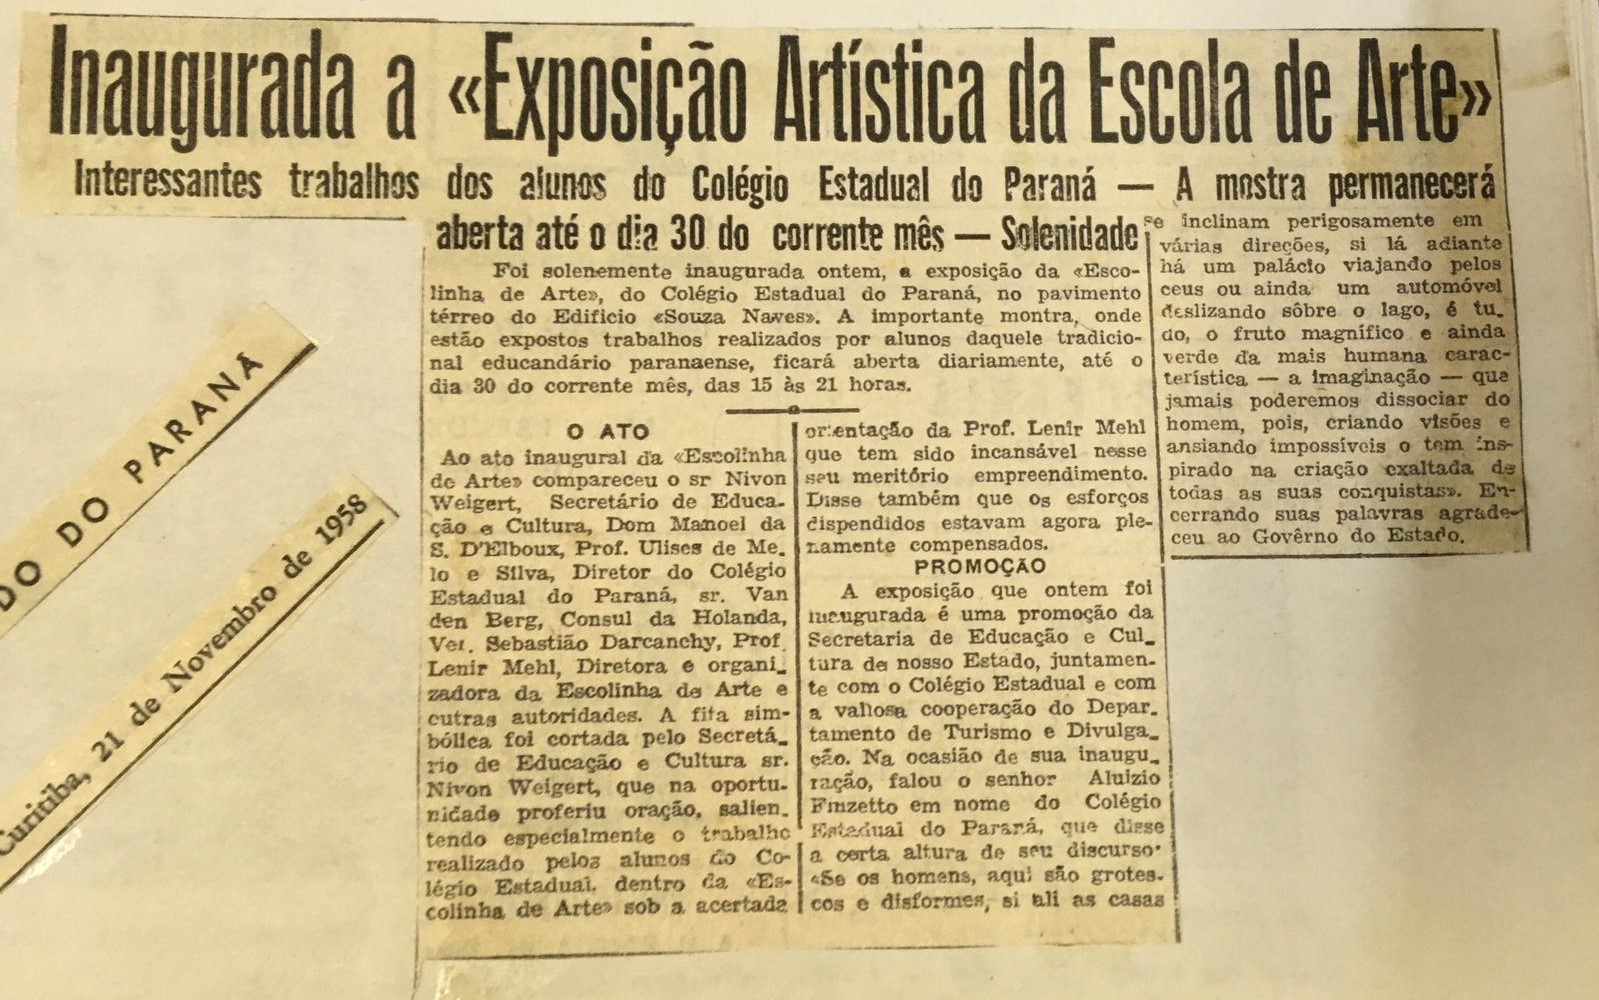 Inaugurada a «Exposição Artística da Escola de Arte»
Interessantes trabalhos dos alunos do Colégio Estadual do Paraná — A mostra permanecerá
aberta até o dia 30 do corrente mês — Solenidade
Foi solenemente inaugurada ontem, a exposição da «Esco-
linha de Arte», do Colégio Estadual do Paraná, no pavimento
térreo do Edificio «Souza Naves». A importante montra, onde
estão expostos trabalhos realizados por alunos daquele tradicio-
nal educandário paranaense, ficará aberta diariamente, até o
dia 30 do corrente mês, das 15 às 21 horas.
O ATO
Ao ato inaugural da «Escolinha
de Arte» compareceu o sr Nivon
Weigert, Secretário de Educa-
ção e Cultura, Dom Manoel da
S. D'Elboux, Prof. Ulises de Me-
lo e Silva, Diretor do Colégio
Estadual do Paraná, sr. Van
den Berg, Consul da Holanda,
Ver. Sebastião Darcanchy, Prof.
Lenir Mehl, Diretora e organi-
zadora da Escolinha de Arte e
cutras autoridades. A fita sim-
bólica foi cortada pelo Secretá-
rio de Educação e Cultura sr.
Nivon Weigert, que na oportu-
nidade proferiu oração, salien-
tendo especialmente o trabalho
realizado pelos alunos do Co-
légio Estadual, dentro da «Es-
colinha de Arte» sob a acertada
orientação da Prof. Lenir Mehl
que tem sido incansável nesse
seu meritório empreendimento.
Disse também que os esforços
dispendidos estavam agora ple-
namente compensados.
PROMOÇÃO
A exposição que ontem foi
inaugurada é uma promoção da
Secretaria de Educação e Cul-
tura de nosso Estado, juntamen-
te com o Colégio Estadual e com
a valiosa cooperação do Depar-
tamento de Turismo e Divulga-
ção. Na ocasião de sua inaugu-
ração, falou o senhor Aluizio
Finzetto em nome do Colégio
Estadual do Paraná, que disse
a certa altura de seu discurso:
«Se os homens, aqui são grotes-
cos e disformes, si ali as casas
se inclinam perigosamente em
várias direções, si lá adiante
há um palácio viajando pelos
ceus ou ainda um automóvel
deslizando sôbre o lago, é tu-
do, o fruto magnífico e ainda
verde da mais humana carac-
terística — a imaginação — que
jamais poderemos dissociar do
homem, pois, criando visões e
ansiando impossíveis o tem ins-
pirado na criação exaltada de
todas as suas conquistas». En-
cerrando suas palavras agrade-
ceu ao Govêrno do Estado.
DO DO PARANÁ
Curitiba, 21 de Novembro de 1958